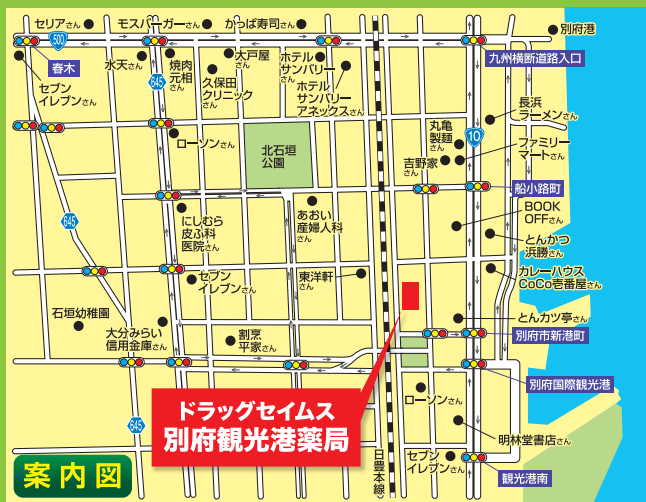 セリアさん
モスバーガーさん
かっぱ寿司さん
別府港
500
春木
水天さん
焼肉
元相
さん
大戸屋
さん
ホテル
サンバリー
さん
九州横断道路入口
セブン
イレブンさん
645
久保田
クリニック
さん
ホテル
サンバリー
アネックスさん
長浜
ラーメンさん
ローソンさん
北石垣
公園
丸亀
製麺
さん
10
ファミリー
マートさん
吉野家
さん
船小路町
645
にしむら
皮ふ科
医院さん
あおい
産婦人科
さん
BOOK
OFFさん
とんかつ
浜勝さん
セブン
イレブンさん
東洋軒
さん
カレーハウス
CoCo壱番屋さん
石垣幼稚園
大分みらい
信用金庫さん
割烹
平家さん
とんカツ亭さん
別府市新港町
別府国際観光港
ドラッグセイムス
別府観光港薬局
ローソンさん
645
明林堂書店さん
日豊本線
セブン
イレブンさん
観光港南
案内図